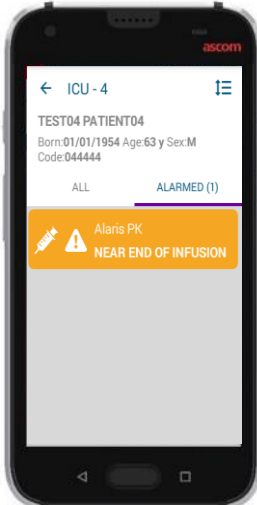 ascom
ICU - 4
TEST04 PATIENT04
Born:01/01/1954 Age:63 y Sex:M
Code:044444
ALL ALARMED (1)
Alaris PK
NEAR END OF INFUSION